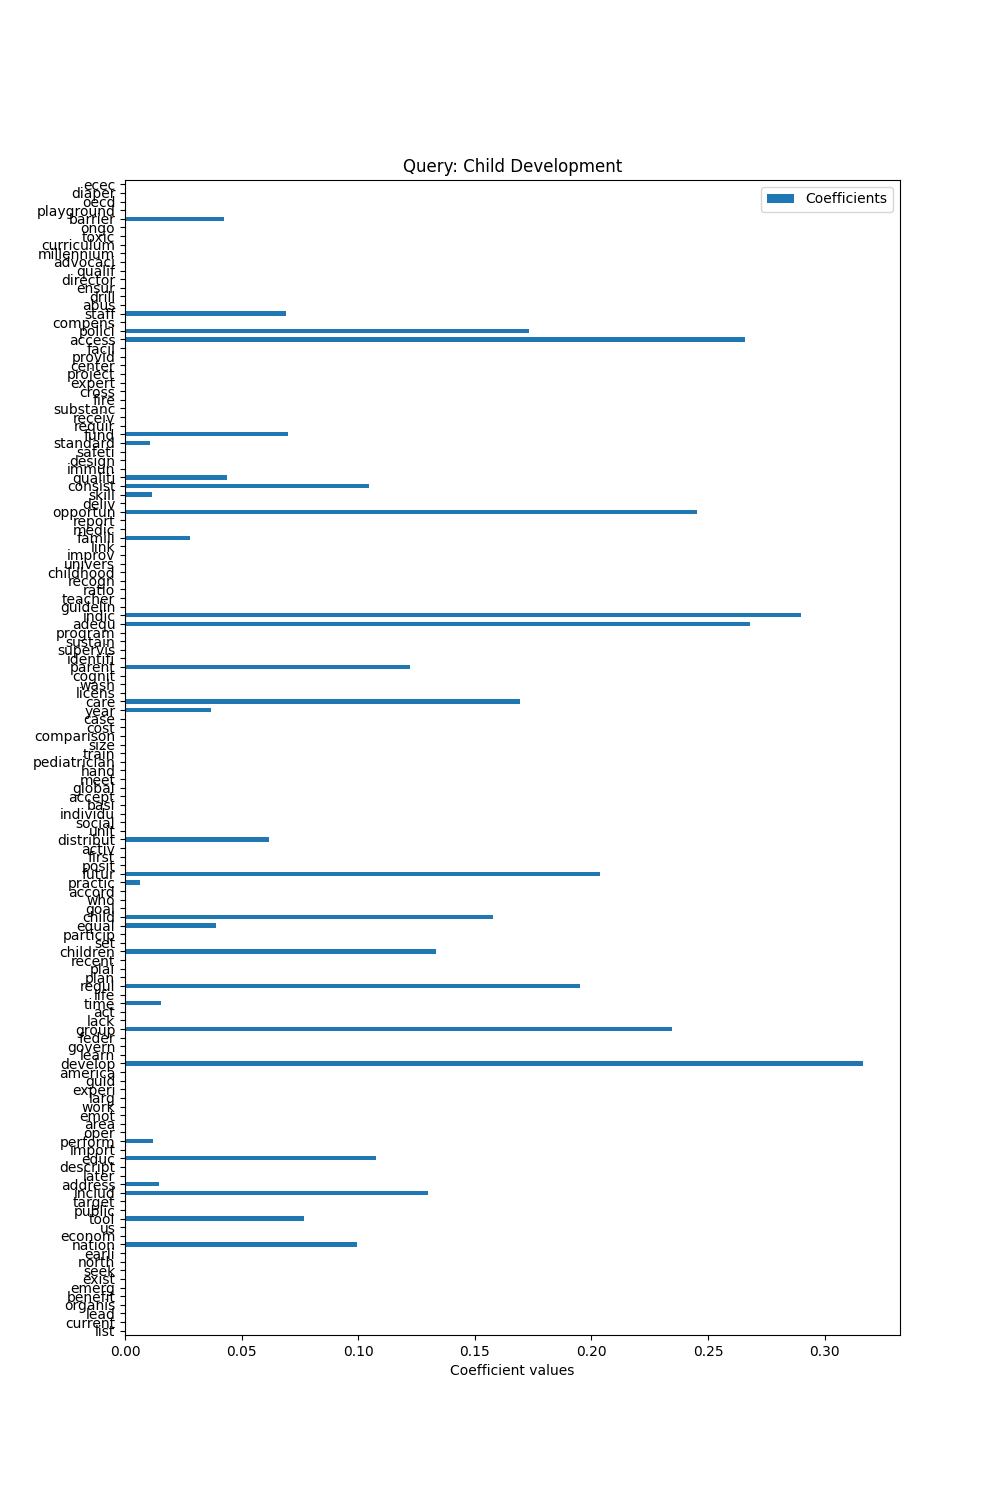 Query: Child Development
Coefficients
ecec
diaper
oecd
playground
barrier
ongo
toxic
curriculum
millennium
advocaci
qualif
director
ensur
drill
abus
staff
compens
polici
access
facil
provid
center
project
expert
cross
fire
substanc
receiv
requir
fund
standard
safeti
design
immun
qualiti
consist
skill
deliv
opportun
report
medic
famili
link
improv
univers
childhood
recogn
ratio
teacher
guidelin
indic
adequ
program
sustain
supervis
identifi
parent
cognit
wash
licens
care
year
case
cost
comparison
size
train
pediatrician
hand
meet
global
accept
basi
individu
social
unit
distribut
activ
first
posit
futur
practic
accord
who
goal
child
equal
particip
set
children
recent
plai
plan
regul
life
time
act
lack
group
feder
govern
learn
develop
america
guid
experi
larg
work
emot
area
oper
perform
import
educ
descript
later
address
includ
target
public
tool
us
econom
nation
earli
north
seek
exist
emerg
benefit
organis
lead
current
list
0.00 0.05 0.10 0.15 0.20 0.25 0.30
Coefficient values